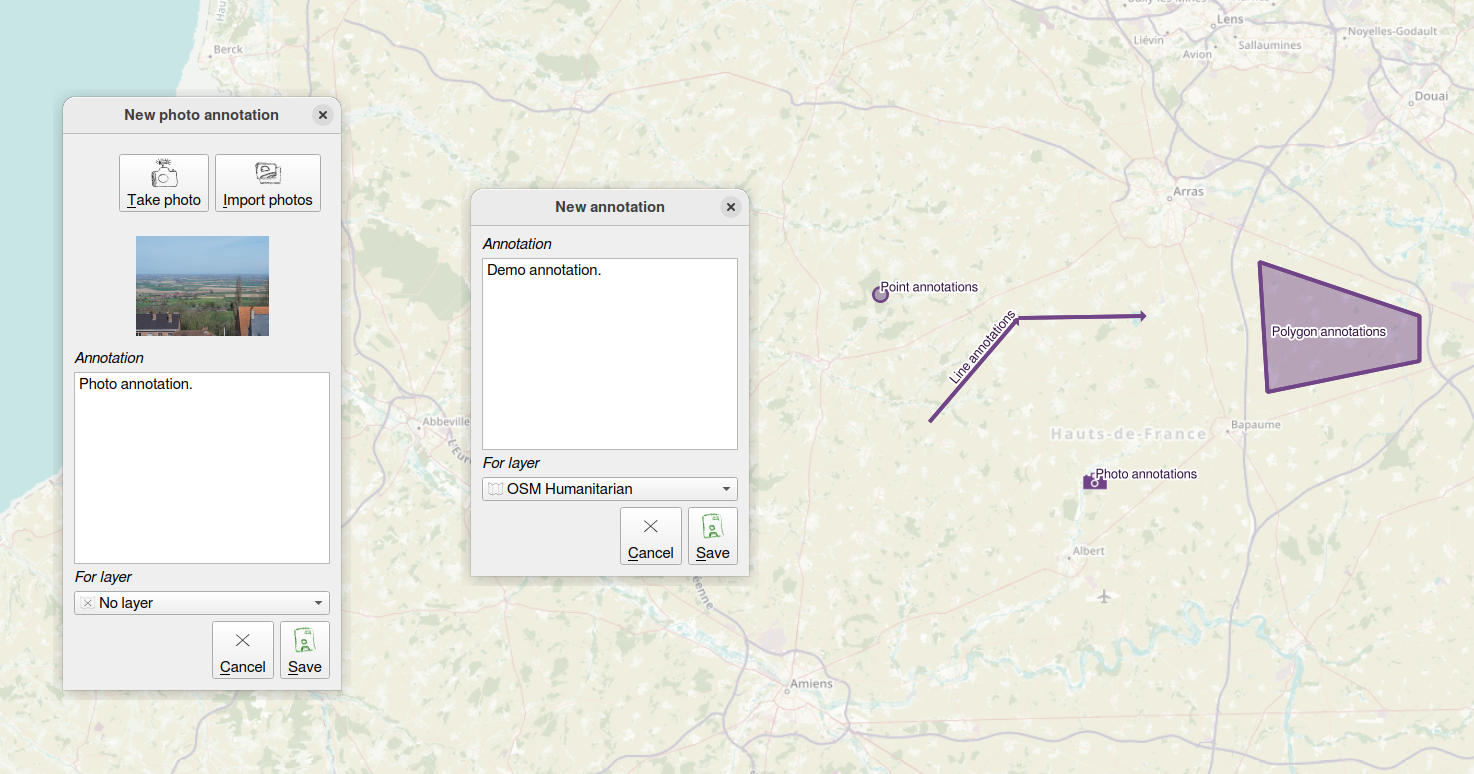 New photo annotation
Take photo
Import photos
Annotation
Photo annotation.
For layer
No layer
Cancel
Save
New annotation
Annotation
Demo annotation.
For layer
OSM Humanitarian
Cancel
Save
Berck
Lens
Liévin
Avion
Sallaumines
Noyelles-Godault
Douai
Arras
Point annotations
Line annotations
Polygon annotations
Abbeville
Hauts-de-France
Bapaume
Photo annotations
Albert
Amiens